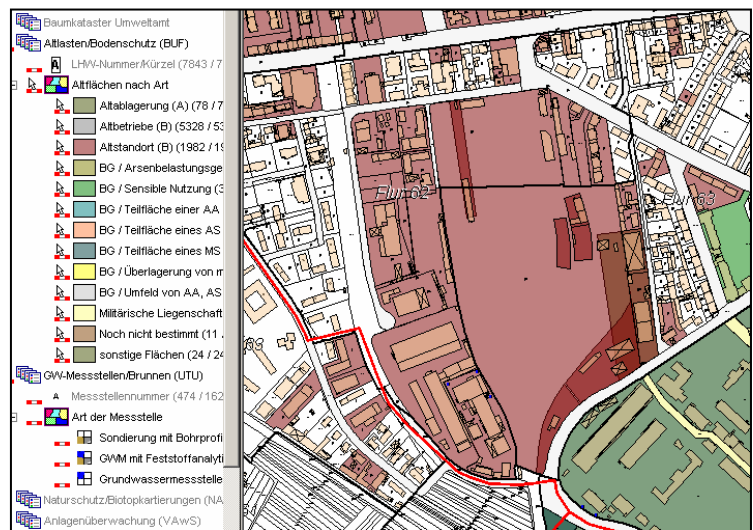 Baumkataster Umweltamt
Altlasten/Bodenschutz (BUF)
A LHW-Nummer/Kürzel (7843 / 7
Altflächen nach Art
Altablagerung (A) (78 / 7
Altbetriebe (B) (5328 / 53
Altstandort (B) (1982 / 19
BG / Arsenbelastungsge
BG / Sensible Nutzung (3
BG / Teilfläche einer AA
BG / Teilfläche eines AS
BG / Teilfläche eines MS
BG / Überlagerung von m
BG / Umfeld von AA, AS
Militärische Liegenschaft
Noch nicht bestimmt (11
sonstige Flächen (24 / 24
GW-Messstellen/Brunnen (UTU)
A Messstellennummer (474 / 162
Art der Messstelle
Sondierung mit Bohrprofi
GWM mit Feststoffanalyti
Grundwassermessstelle
Naturschutz/Biotopkartierungen (NA
Anlagenüberwachung (VAwS)
Flur 62
Flur 63